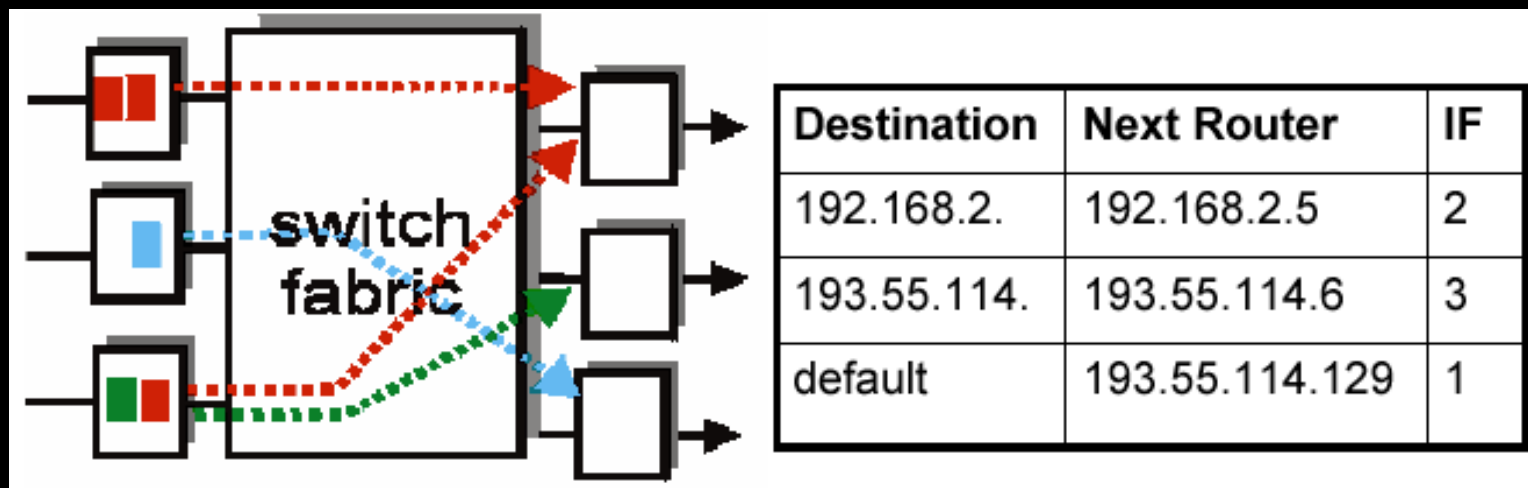 switch
fabric
Destination Next Router IF
192.168.2. 192.168.2.5 2
193.55.114. 193.55.114.6 3
default 193.55.114.129 1